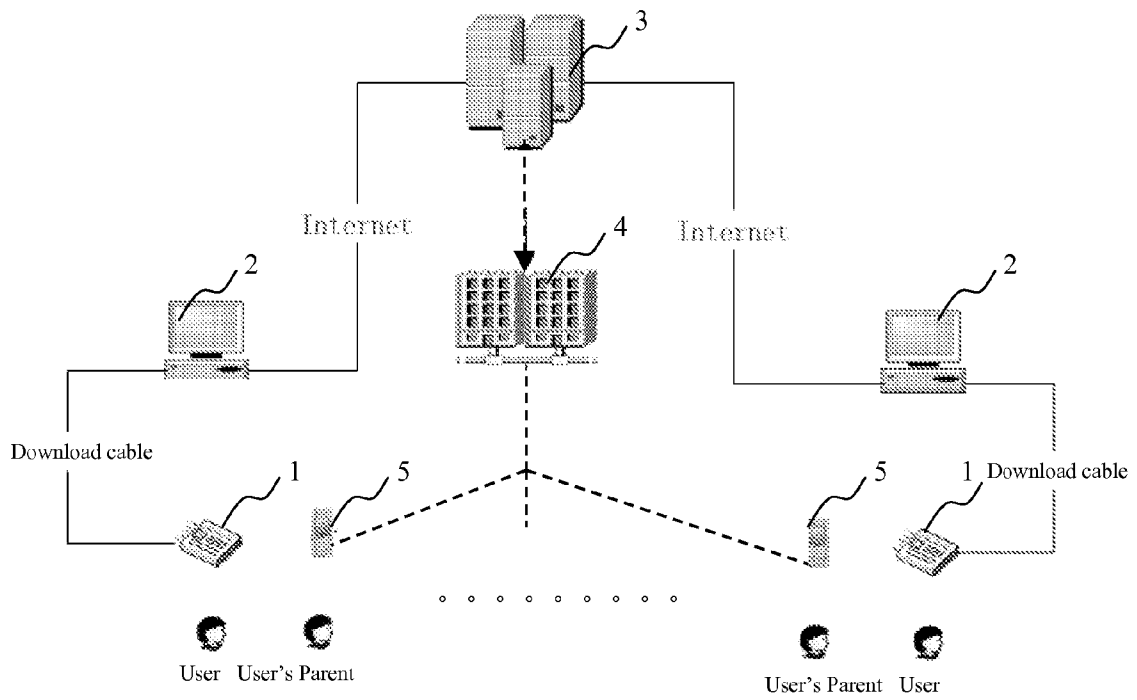 3
Internet
Internet
4
2
2
Download cable
Download cable
1
5
5
1
User
User's Parent
User's Parent
User